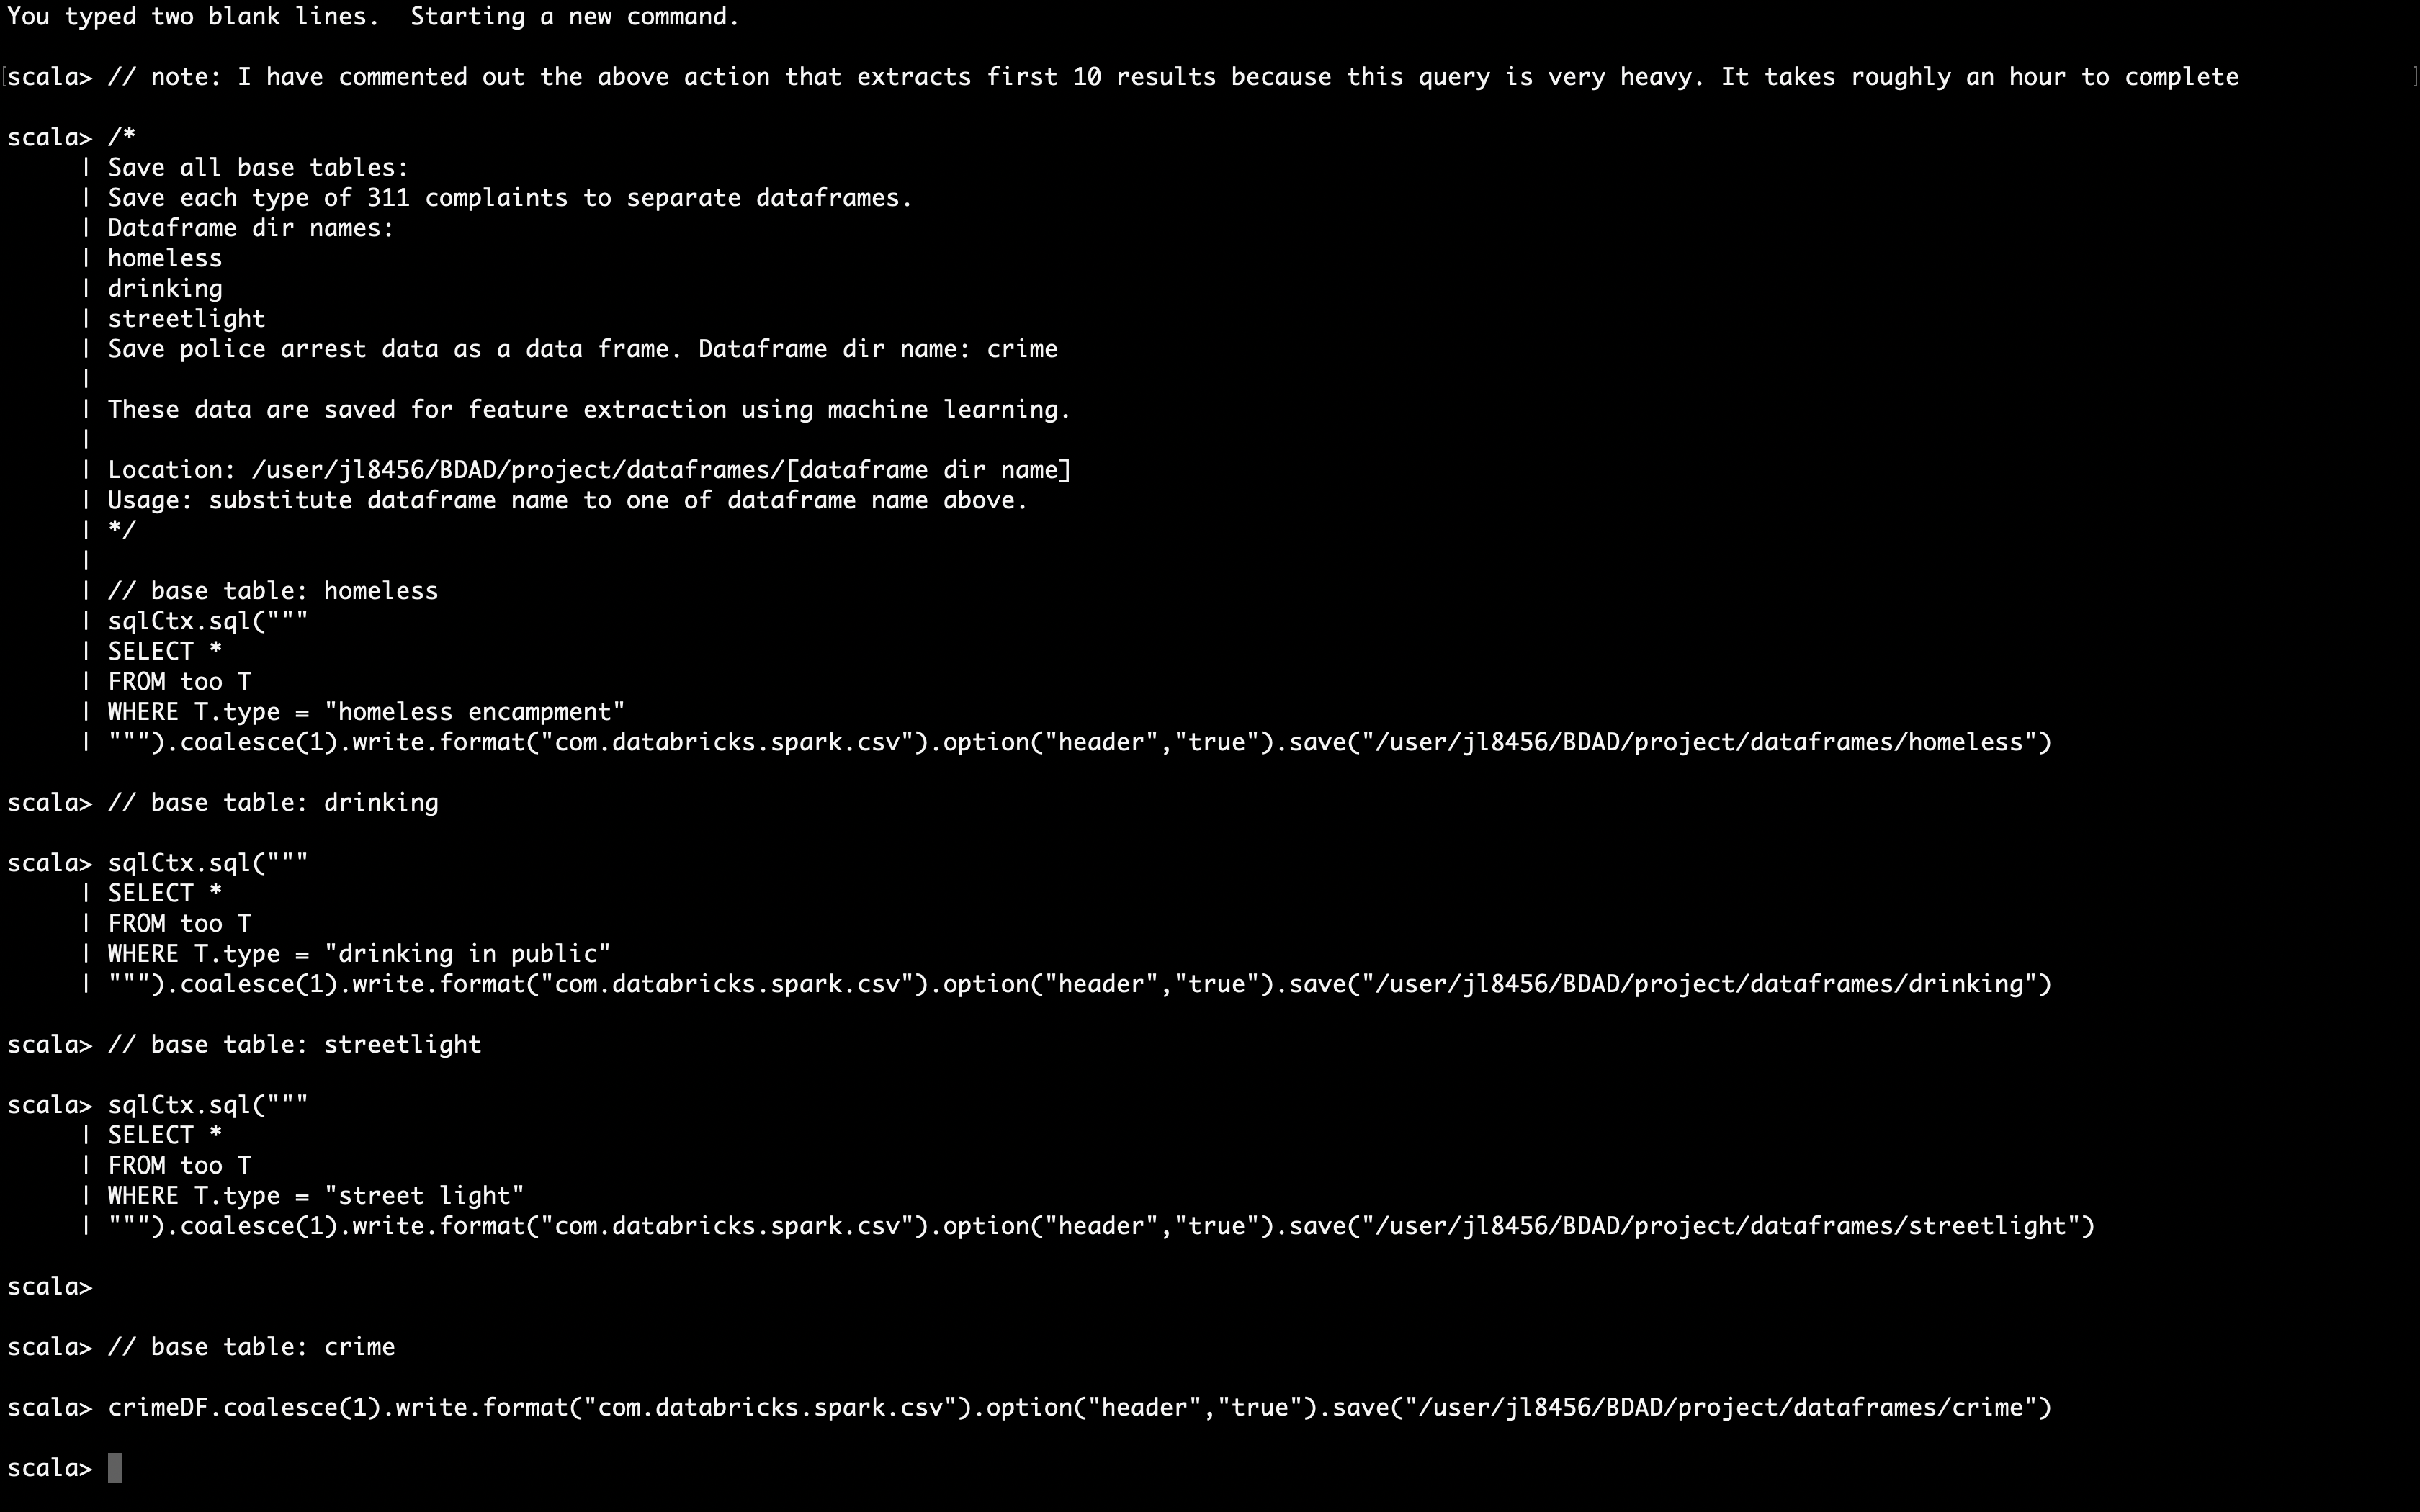 You typed two blank lines.  Starting a new command.
[scala> // note: I have commented out the above action that extracts first 10 results because this query is very heavy. It takes roughly an hour to complete ]
scala> /*
     | Save all base tables:
     | Save each type of 311 complaints to separate dataframes.
     | Dataframe dir names:
     | homeless
     | drinking
     | streetlight
     | Save police arrest data as a data frame. Dataframe dir name: crime
     |
     | These data are saved for feature extraction using machine learning.
     |
     | Location: /user/jl8456/BDAD/project/dataframes/[dataframe dir name]
     | Usage: substitute dataframe name to one of dataframe name above.
     | */
     |
     | // base table: homeless
     | sqlCtx.sql("""
     | SELECT *
     | FROM too T
     | WHERE T.type = "homeless encampment"
     | """).coalesce(1).write.format("com.databricks.spark.csv").option("header","true").save("/user/jl8456/BDAD/project/dataframes/homeless")
scala> // base table: drinking
scala> sqlCtx.sql("""
     | SELECT *
     | FROM too T
     | WHERE T.type = "drinking in public"
     | """).coalesce(1).write.format("com.databricks.spark.csv").option("header","true").save("/user/jl8456/BDAD/project/dataframes/drinking")
scala> // base table: streetlight
scala> sqlCtx.sql("""
     | SELECT *
     | FROM too T
     | WHERE T.type = "street light"
     | """).coalesce(1).write.format("com.databricks.spark.csv").option("header","true").save("/user/jl8456/BDAD/project/dataframes/streetlight")
scala>
scala> // base table: crime
scala> crimeDF.coalesce(1).write.format("com.databricks.spark.csv").option("header","true").save("/user/jl8456/BDAD/project/dataframes/crime")
scala>